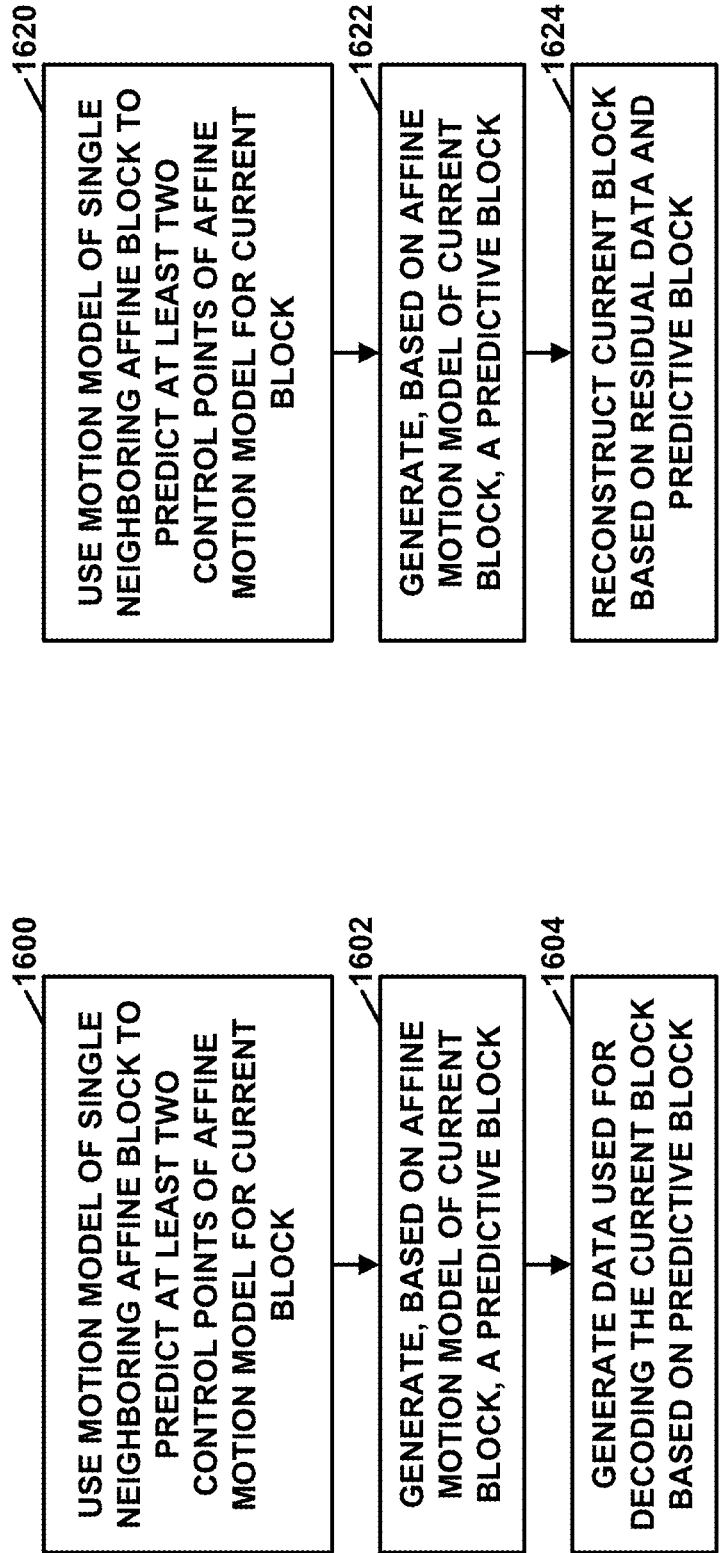 1600
USE MOTION MODEL OF SINGLE
NEIGHBORING AFFINE BLOCK TO
PREDICT AT LEAST TWO
CONTROL POINTS OF AFFINE
MOTION MODEL FOR CURRENT
BLOCK
1602
GENERATE, BASED ON AFFINE
MOTION MODEL OF CURRENT
BLOCK, A PREDICTIVE BLOCK
1604
GENERATE DATA USED FOR
DECODING THE CURRENT BLOCK
BASED ON PREDICTIVE BLOCK
1620
USE MOTION MODEL OF SINGLE
NEIGHBORING AFFINE BLOCK TO
PREDICT AT LEAST TWO
CONTROL POINTS OF AFFINE
MOTION MODEL FOR CURRENT
BLOCK
1622
GENERATE, BASED ON AFFINE
MOTION MODEL OF CURRENT
BLOCK, A PREDICTIVE BLOCK
1624
RECONSTRUCT CURRENT BLOCK
BASED ON RESIDUAL DATA AND
PREDICTIVE BLOCK